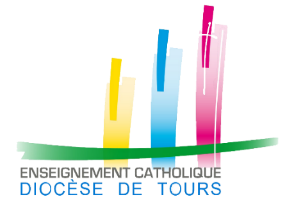 ENSEIGNEMENT CATHOLIQUE
DIOCÈSE DE TOURS